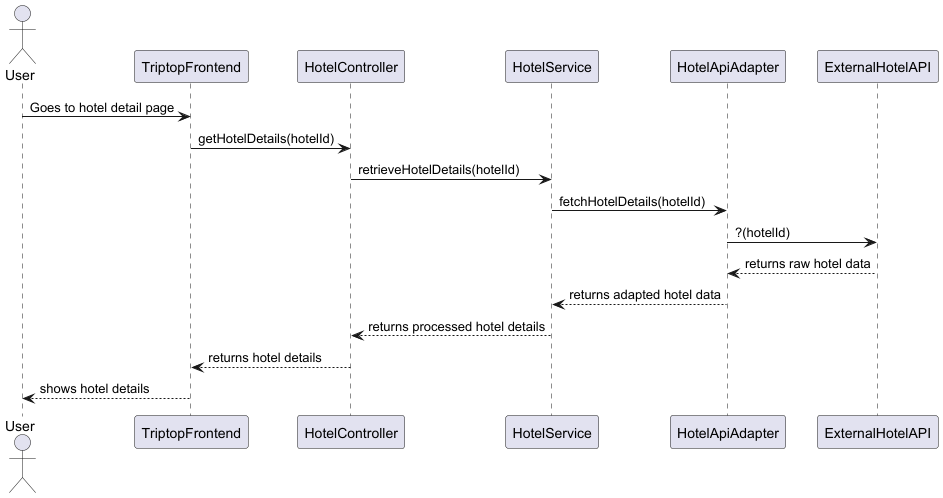 User
TriptopFrontend
HotelController
HotelService
HotelApiAdapter
ExternalHotelAPI
Goes to hotel detail page
getHotelDetails(hotelId)
retrieveHotelDetails(hotelId)
fetchHotelDetails(hotelId)
?(hotelId)
returns raw hotel data
returns adapted hotel data
returns processed hotel details
returns hotel details
shows hotel details
User
TriptopFrontend
HotelController
HotelService
HotelApiAdapter
ExternalHotelAPI